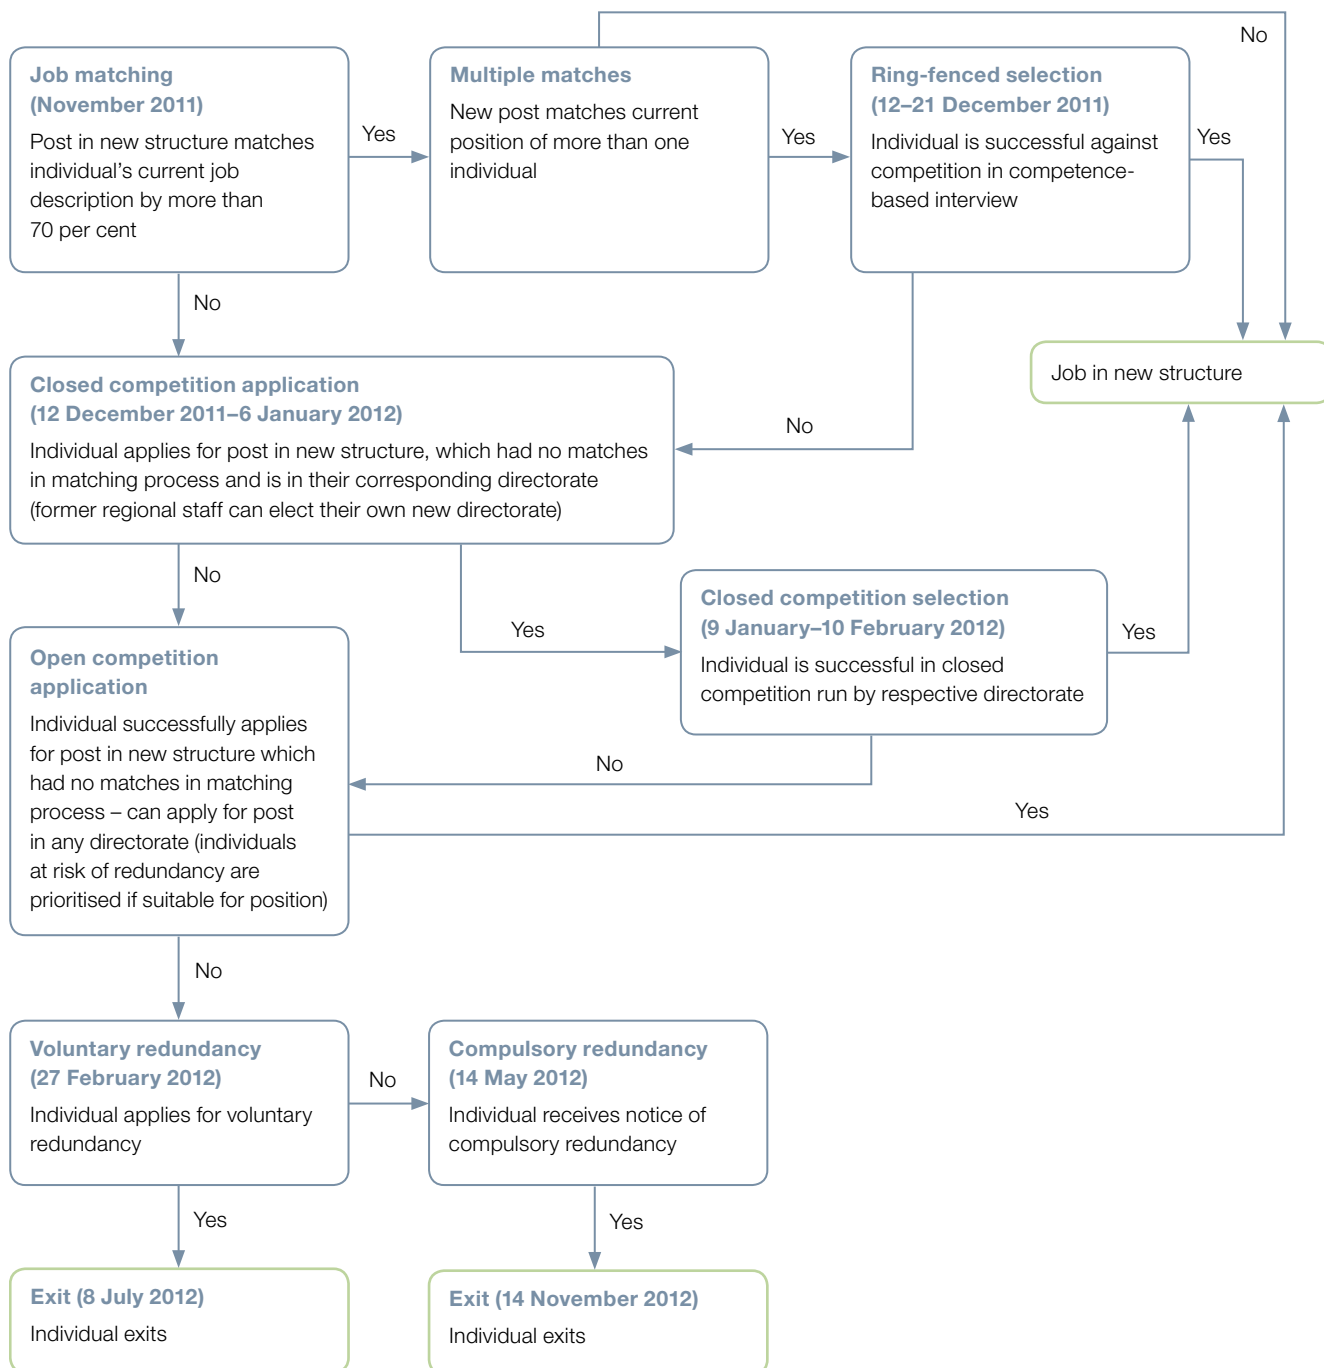 No
Job matching
(November 2011)
Post in new structure matches
individual's current job
description by more than
70 per cent
Yes
Multiple matches
New post matches current
position of more than one
individual
Yes
Ring-fenced selection
(12–21 December 2011)
Individual is successful against
competition in competence-
based interview
Yes
No
Job in new structure
Closed competition application
(12 December 2011–6 January 2012)
Individual applies for post in new structure, which had no matches
in matching process and is in their corresponding directorate
(former regional staff can elect their own new directorate)
No
No
Yes
Closed competition selection
(9 January–10 February 2012)
Individual is successful in closed
competition run by respective directorate
Yes
No
Open competition
application
Individual successfully applies
for post in new structure which
had no matches in matching
process – can apply for post
in any directorate (individuals
at risk of redundancy are
prioritised if suitable for position)
Yes
No
Voluntary redundancy
(27 February 2012)
Individual applies for voluntary
redundancy
No
Compulsory redundancy
(14 May 2012)
Individual receives notice of
compulsory redundancy
Yes
Yes
Exit (8 July 2012)
Individual exits
Exit (14 November 2012)
Individual exits